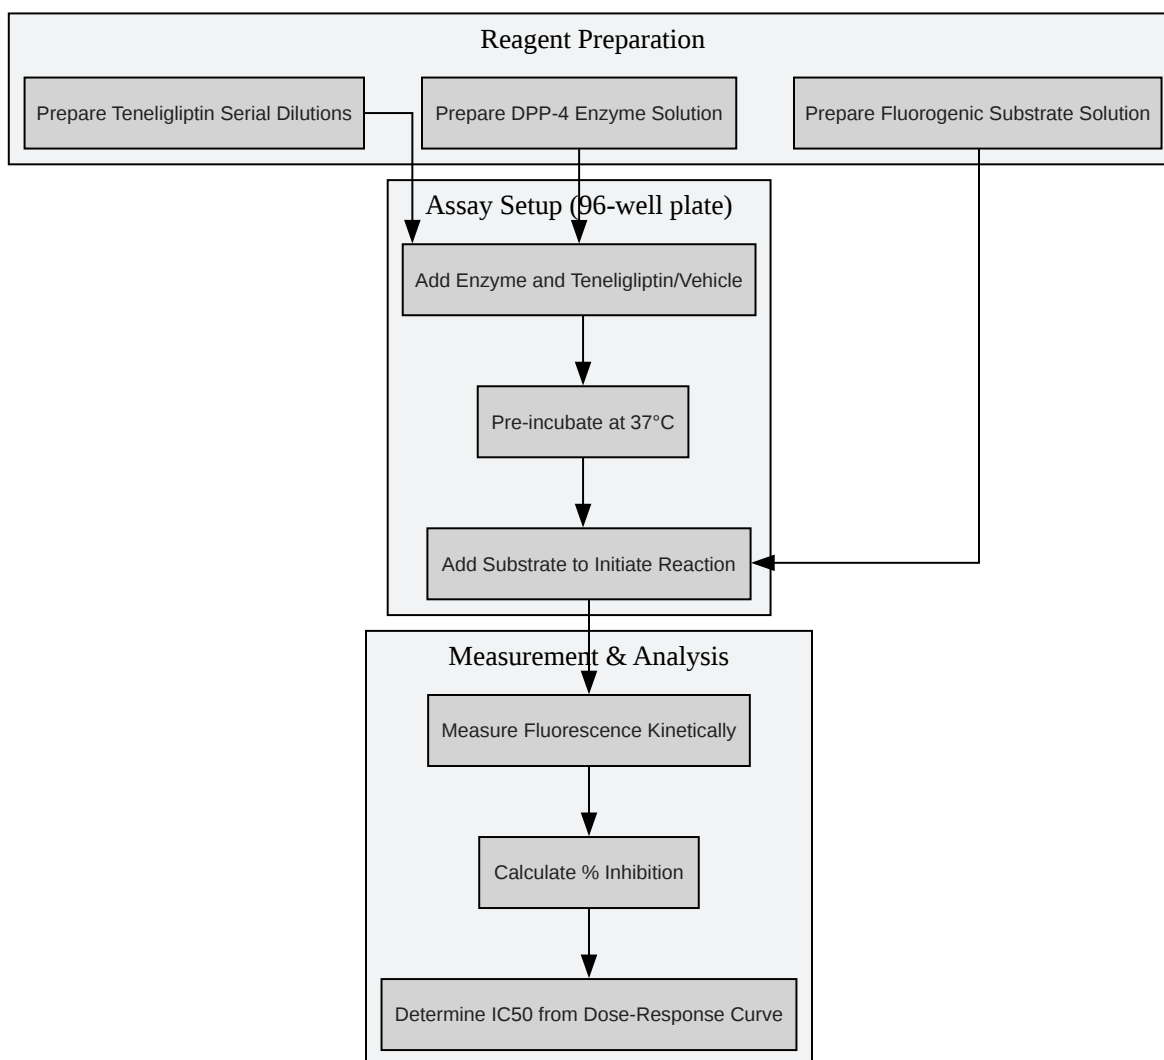 Reagent Preparation
Prepare Teneligliptin Serial Dilutions
Prepare DPP-4 Enzyme Solution
Prepare Fluorogenic Substrate Solution
Assay Setup (96-well plate)
Add Enzyme and Teneligliptin/Vehicle
Pre-incubate at 37°C
Add Substrate to Initiate Reaction
Measurement & Analysis
Measure Fluorescence Kinetically
Calculate % Inhibition
Determine IC50 from Dose-Response Curve